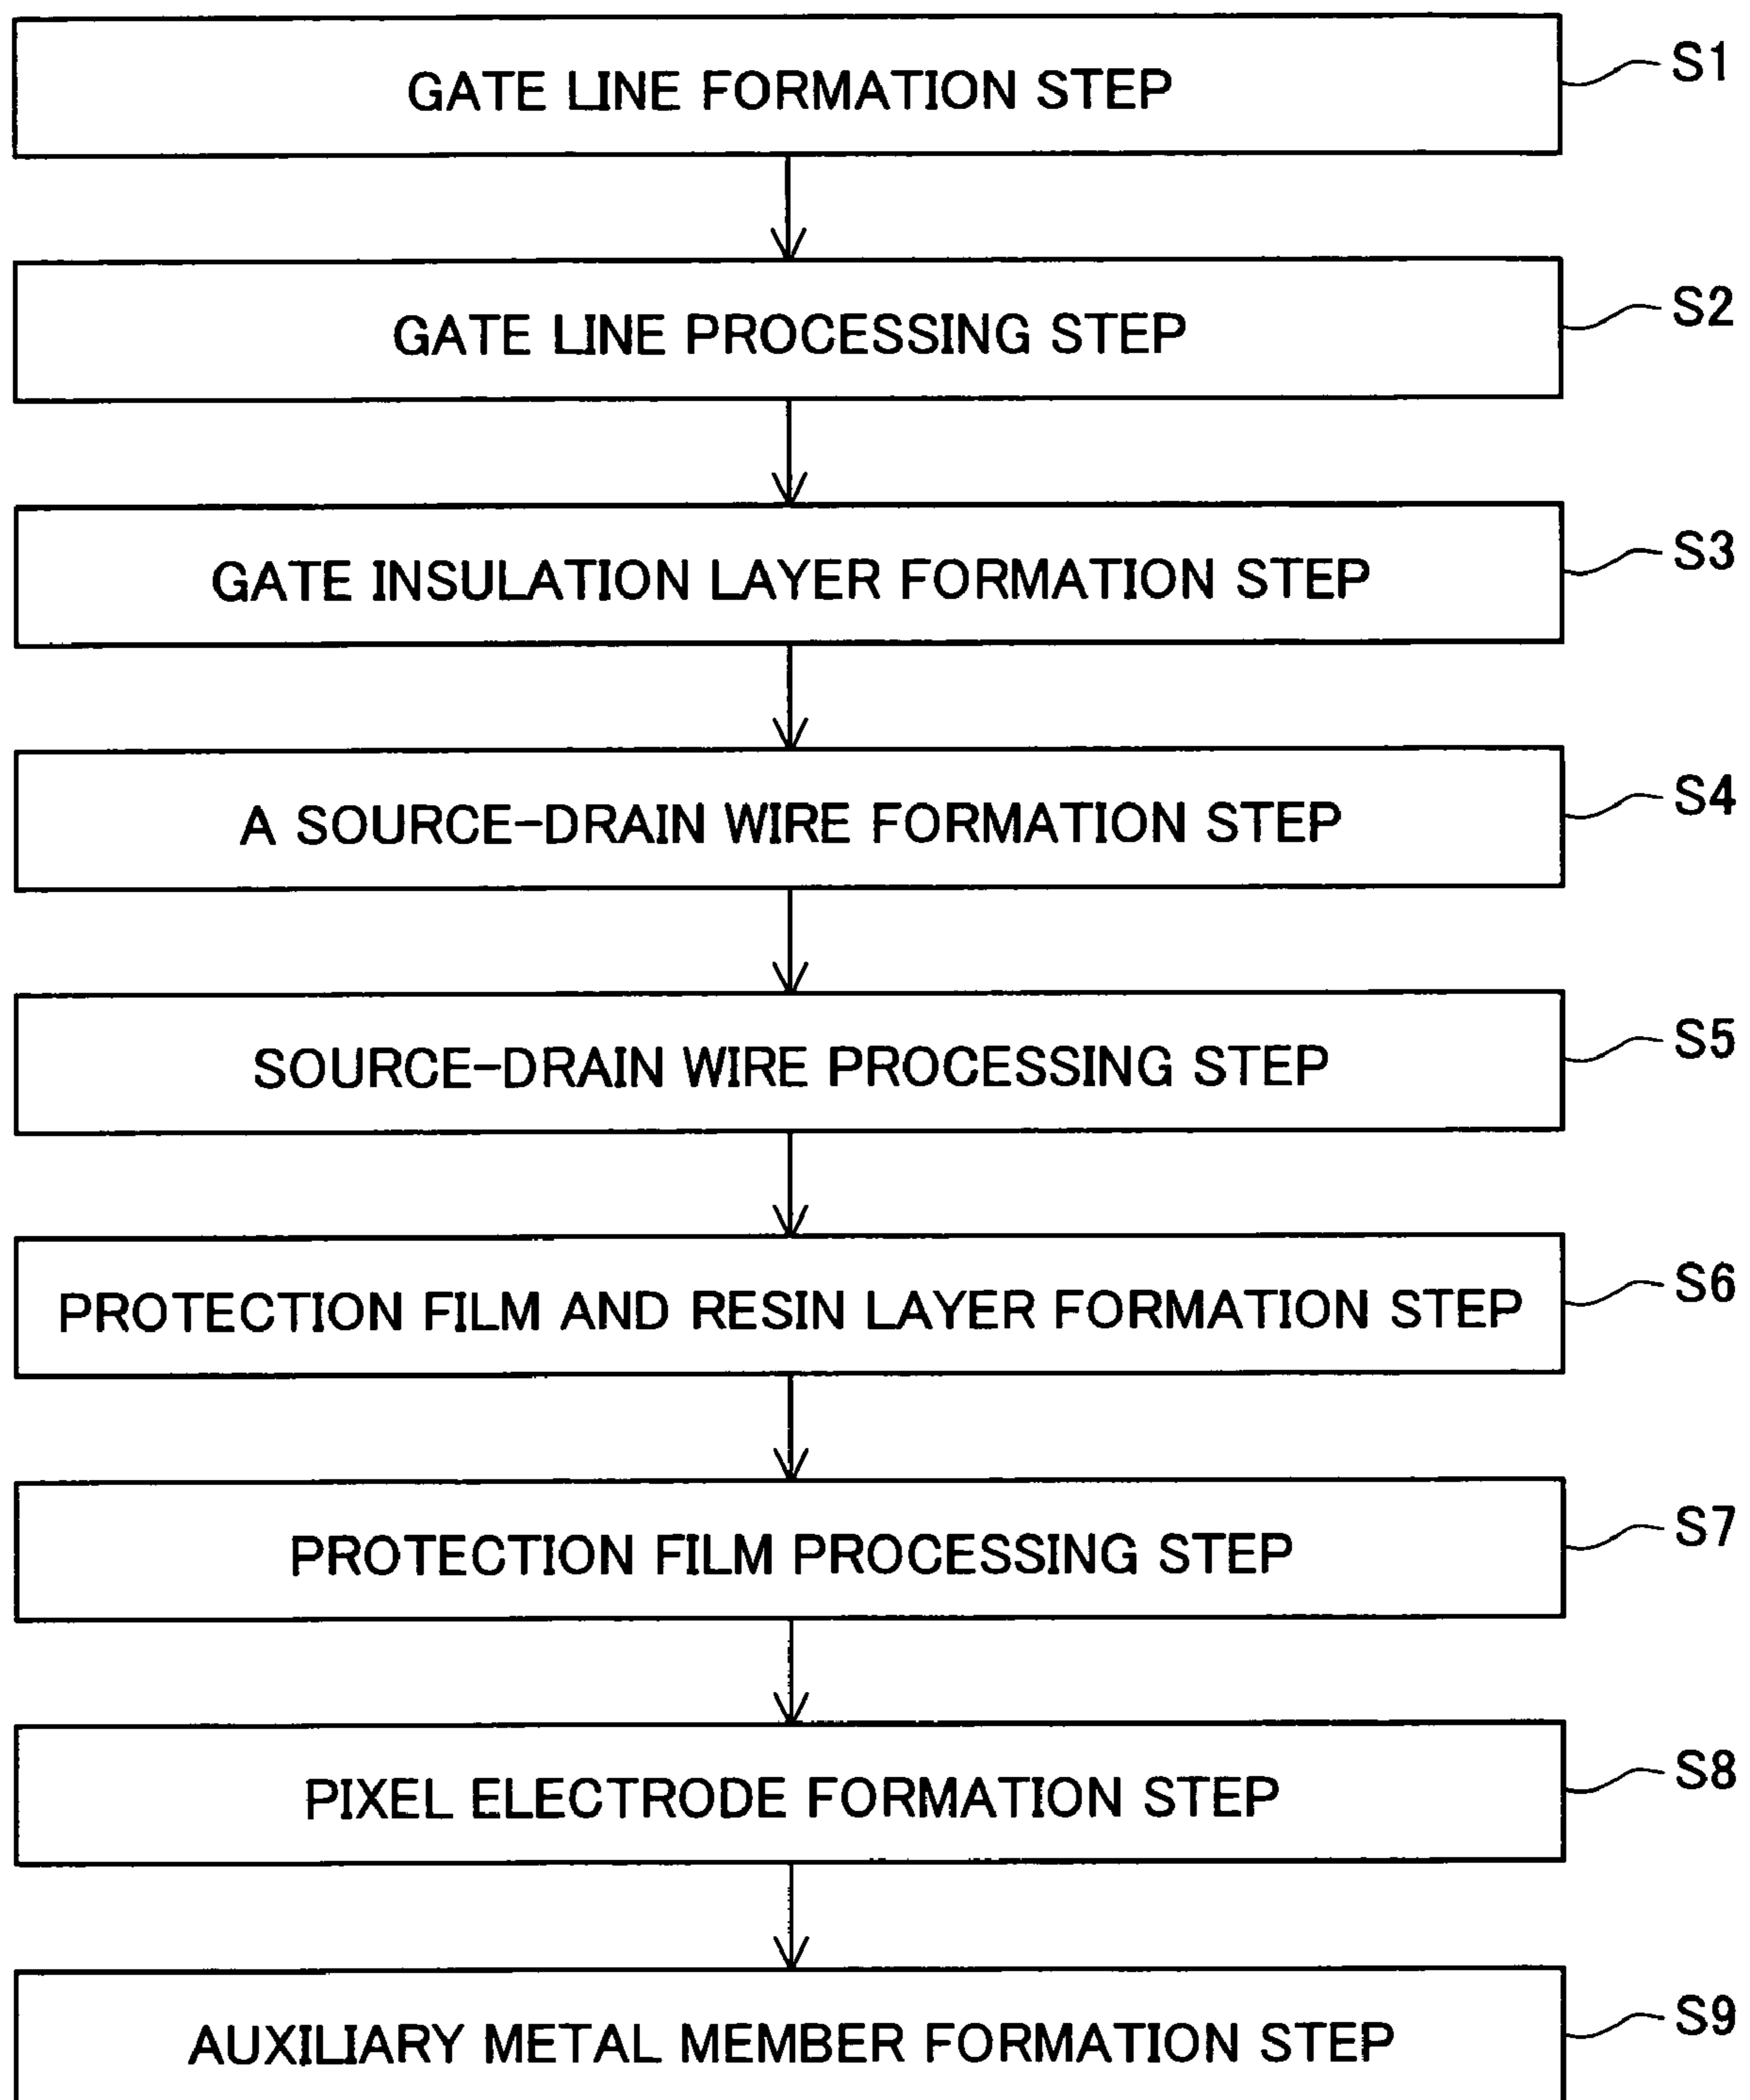 GATE LINE FORMATION STEP S1
GATE LINE PROCESSING STEP S2
GATE INSULATION LAYER FORMATION STEP S3
A SOURCE-DRAIN WIRE FORMATION STEP S4
SOURCE-DRAIN WIRE PROCESSING STEP S5
PROTECTION FILM AND RESIN LAYER FORMATION STEP S6
PROTECTION FILM PROCESSING STEP S7
PIXEL ELECTRODE FORMATION STEP S8
AUXILIARY METAL MEMBER FORMATION STEP S9